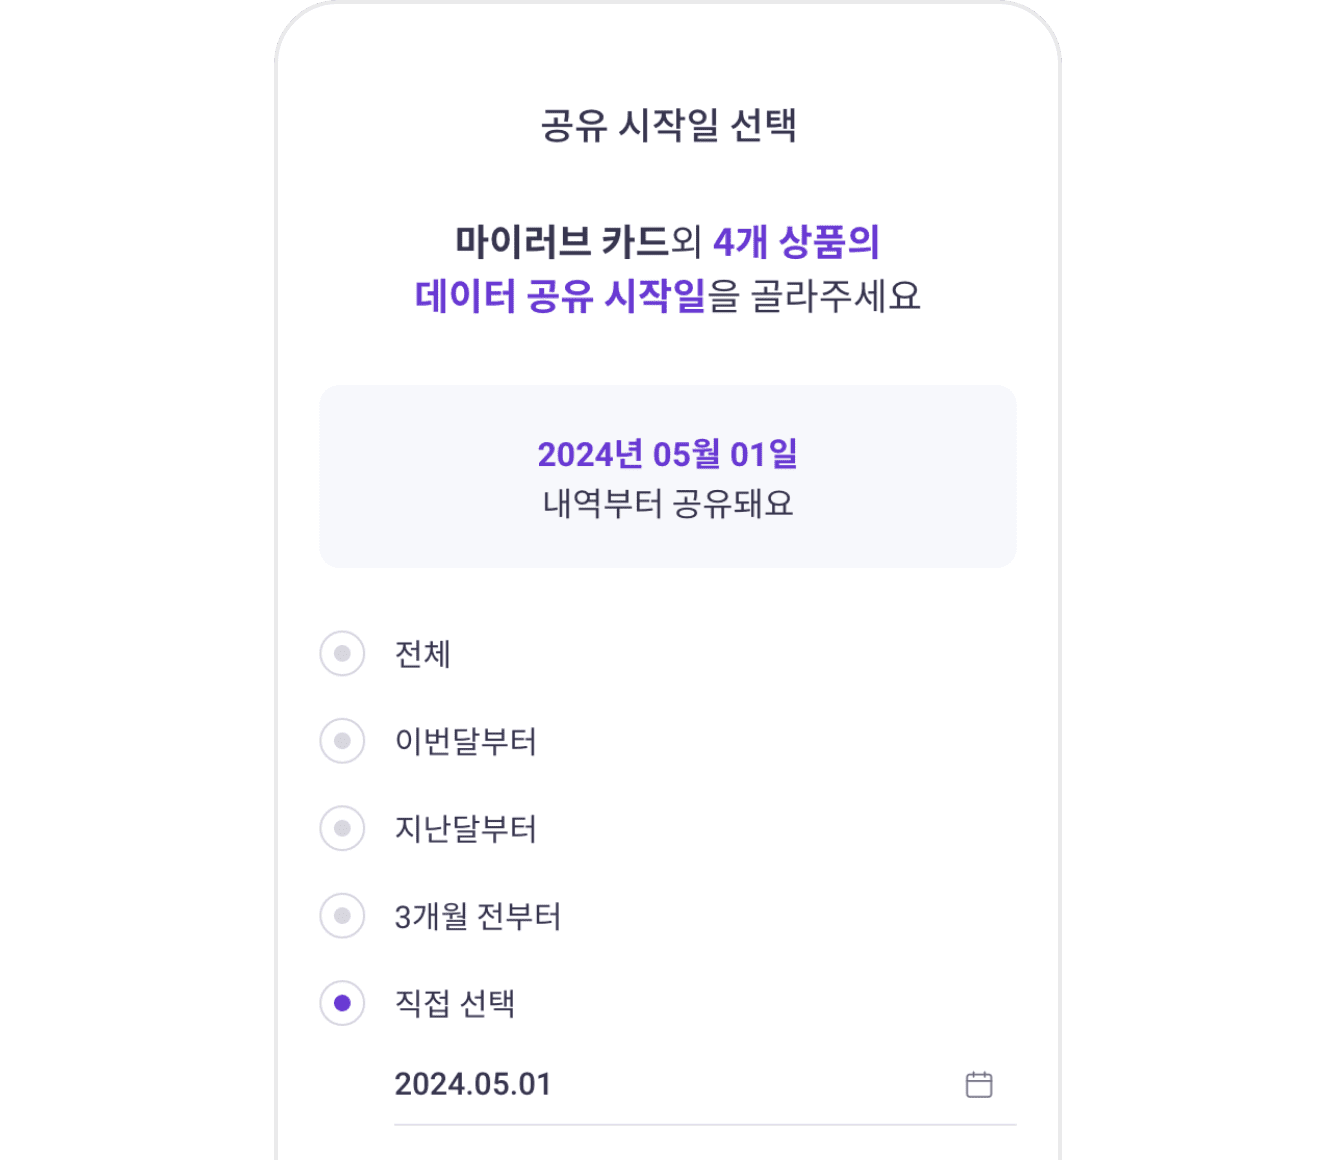 공유 시작일 선택
마이러브 카드외 4개 상품의
데이터 공유 시작일을 골라주세요
2024년 05월 01일
내역부터 공유돼요
전체
이번달부터
지난달부터
3개월 전부터
직접 선택
2024.05.01